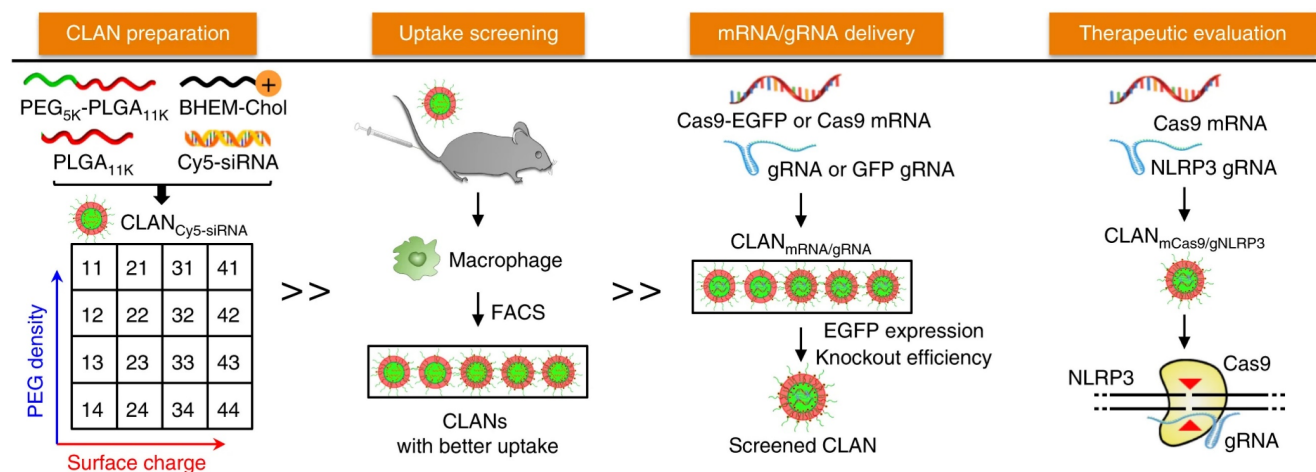 CLAN preparation
PEG5K-PLGA11K
BHEM-Chol
+
PLGA11K
Cy5-siRNA
CLANCy5-siRNA
11 21 31 41
12 22 32 42
13 23 33 43
14 24 34 44
PEG density
Surface charge
>>
Uptake screening
Macrophage
FACS
CLANs
with better uptake
>>
mRNA/gRNA delivery
Cas9-EGFP or Cas9 mRNA
gRNA or GFP gRNA
CLANmRNA/gRNA
EGFP expression
Knockout efficiency
Screened CLAN
Therapeutic evaluation
Cas9 mRNA
NLRP3 gRNA
CLANmCas9/gNLRP3
NLRP3
Cas9
gRNA